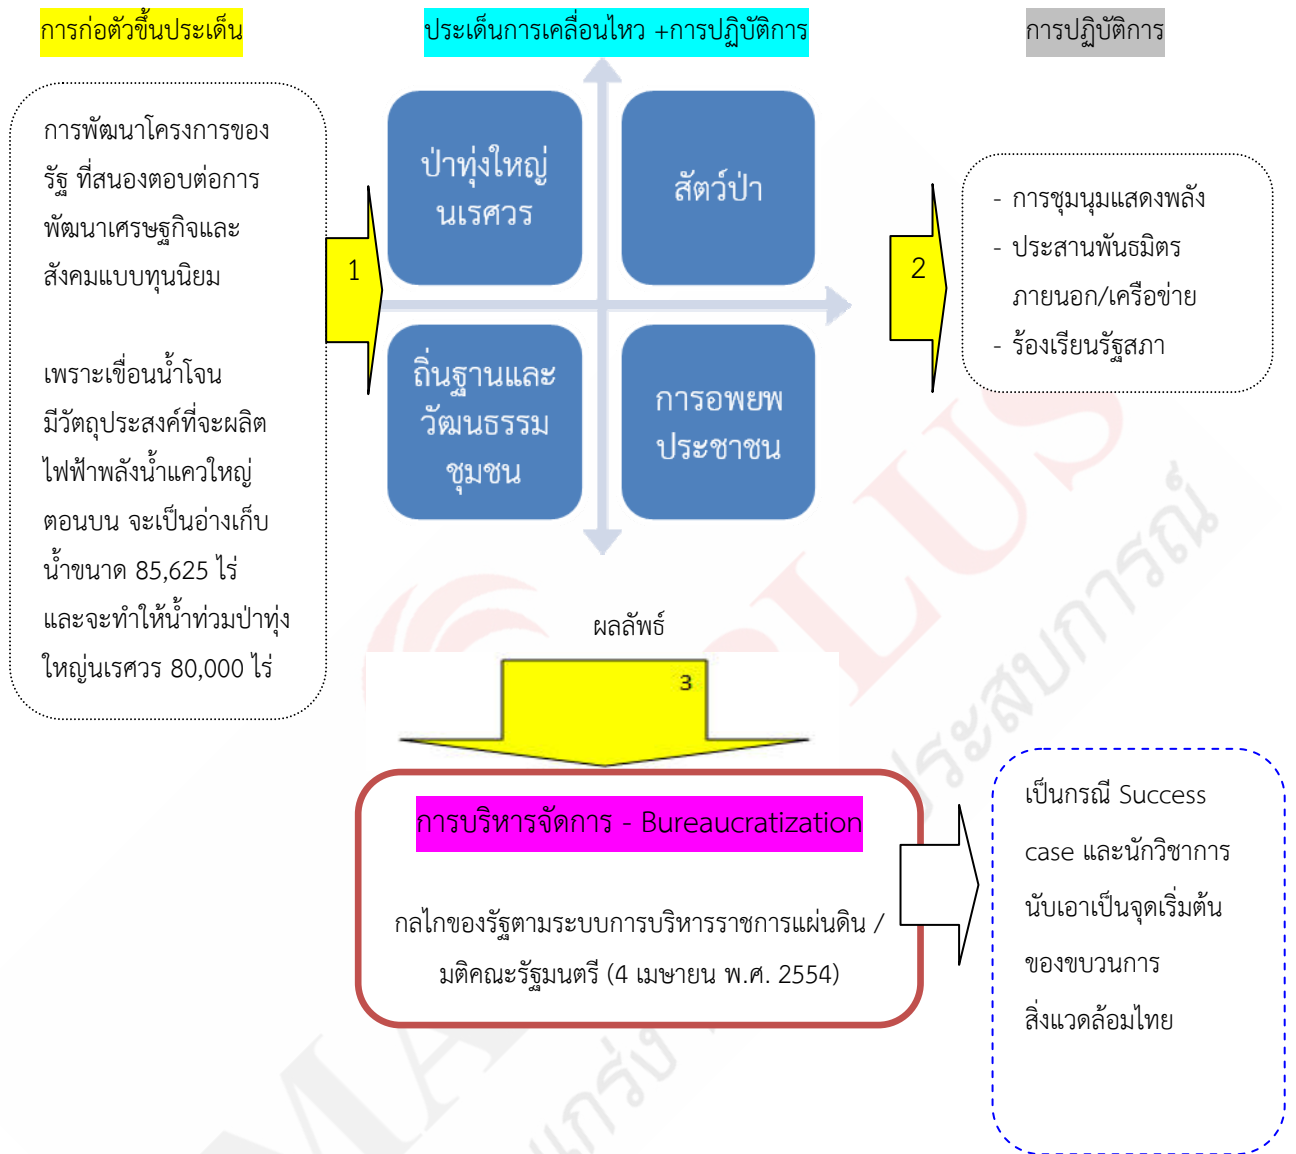 การก่อตัวขึ้นประเด็น
ประเด็นการเคลื่อนไหว +การปฏิบัติการ
การปฏิบัติการ
การพัฒนาโครงการของ
รัฐ ที่สนองตอบต่อการ
พัฒนาเศรษฐกิจและ
สังคมแบบทุนนิยม
เพราะเขื่อนน้ำโจน
มีวัตถุประสงค์ที่จะผลิต
ไฟฟ้าพลังน้ำแควใหญ่
ตอนบน จะเป็นอ่างเก็บ
น้ำขนาด 85,625 ไร่
และจะทำให้น้ำท่วมป่าทุ่ง
ใหญ่นเรศวร 80,000 ไร่
1
ป่าทุ่งใหญ่
นเรศวร
สัตว์ป่า
ถิ่นฐานและ
วัฒนธรรม
ชุมชน
การอพยพ
ประชาชน
2
- การชุมนุมแสดงพลัง
- ประสานพันธมิตร
ภายนอก/เครือข่าย
- ร้องเรียนรัฐสภา
ผลลัพธ์
3
การบริหารจัดการ - Bureaucratization
กลไกของรัฐตามระบบการบริหารราชการแผ่นดิน /
มติคณะรัฐมนตรี (4 เมษายน พ.ศ. 2554)
เป็นกรณี Success
case และนักวิชาการ
นับเอาเป็นจุดเริ่มต้น
ของขบวนการ
สิ่งแวดล้อมไทย
PLUS
ประสบการณ์
MA
แกร่ง